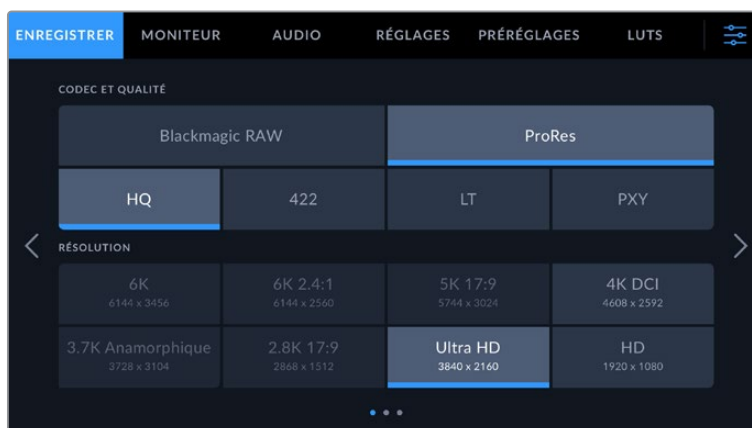 ENREGISTRER MONITEUR AUDIO RÉGLAGES PRÉRÉGLAGES LUTS
CODEC ET QUALITÉ
Blackmagic RAW ProRes
HQ 422 LT PXY
RÉSOLUTION
6K 6K 2.4:1 5K 17:9 4K DCI
6144 x 3456 6144 x 2560 5744 x 3024 4608 x 2592
3.7K Anamorphique 2.8K 17:9 Ultra HD HD
3728 x 3104 2868 x 1512 3840 x 2160 1920 x 1080